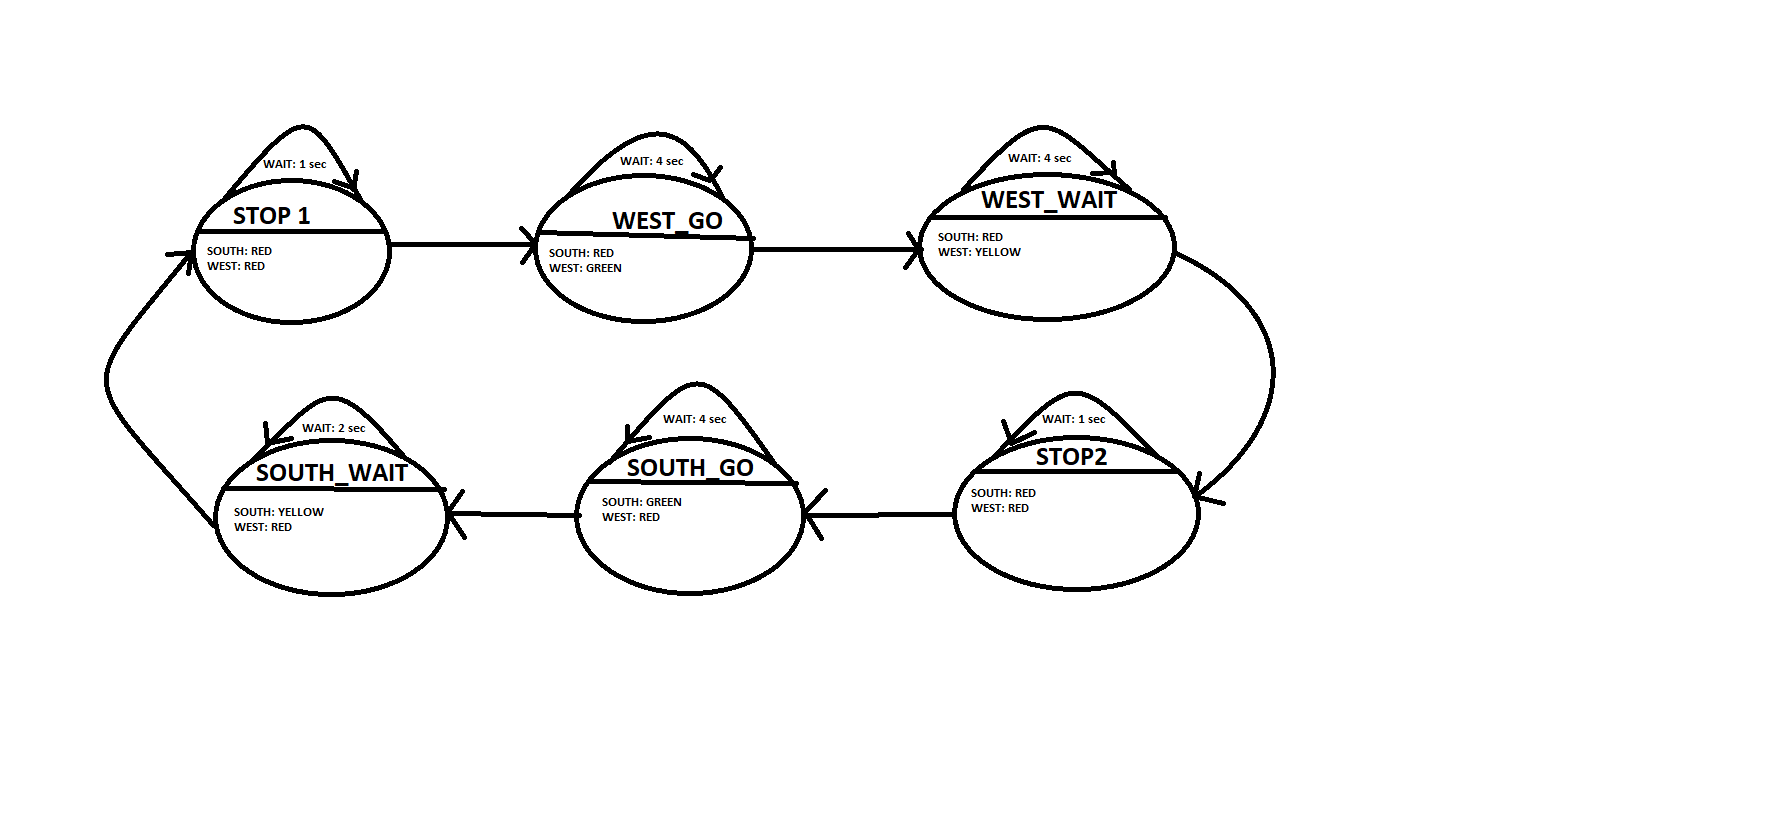 WAIT: 1 sec
STOP 1
SOUTH: RED
WEST: RED
WAIT: 4 sec
WEST_GO
SOUTH: RED
WEST: GREEN
WAIT: 4 sec
WEST_WAIT
SOUTH: RED
WEST: YELLOW
WAIT: 2 sec
SOUTH_WAIT
SOUTH: YELLOW
WEST: RED
WAIT: 4 sec
SOUTH_GO
SOUTH: GREEN
WEST: RED
WAIT: 1 sec
STOP2
SOUTH: RED
WEST: RED